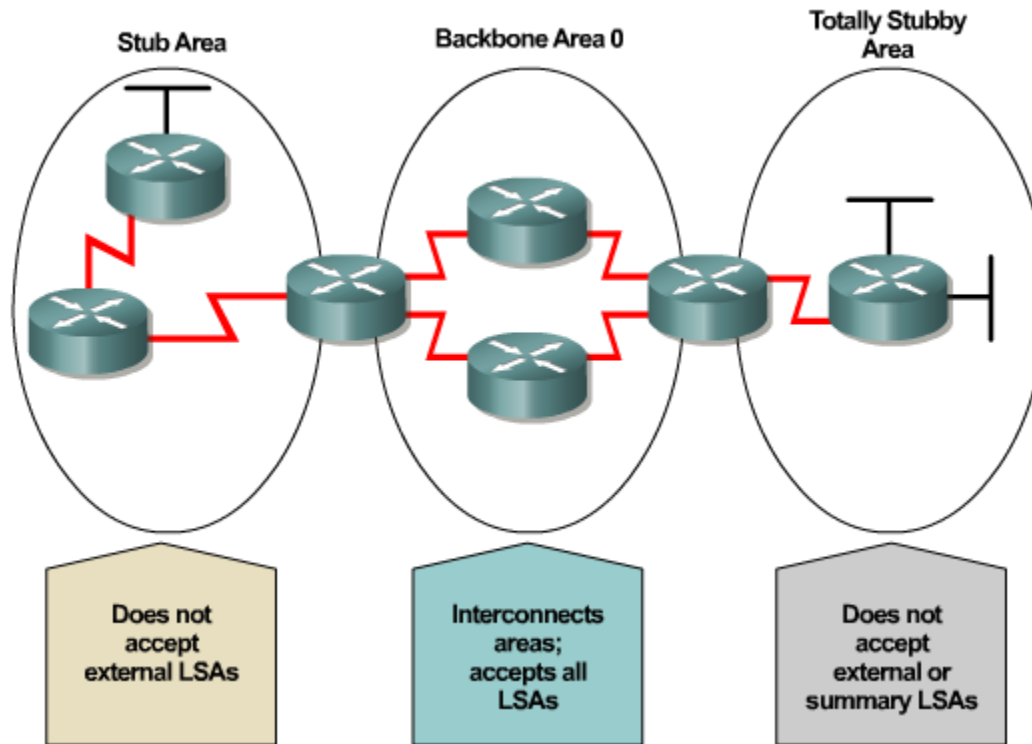 Stub Area
Backbone Area 0
Totally Stubby
Area
Does not
accept
external LSAs
Interconnects
areas;
accepts all
LSAs
Does not
accept
external or
summary LSAs